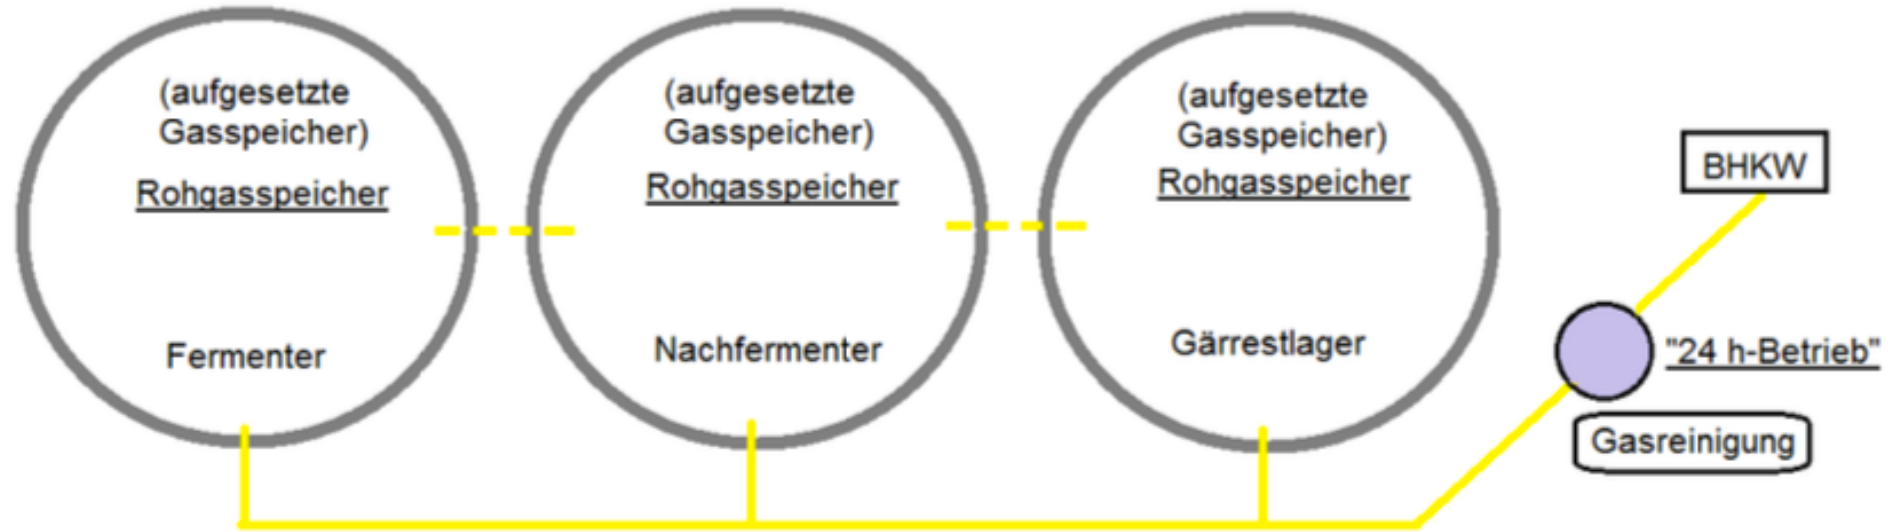 (aufgesetzte
Gasspeicher)
Rohgasspeicher
Fermenter
(aufgesetzte
Gasspeicher)
Rohgasspeicher
Nachfermenter
(aufgesetzte
Gasspeicher)
Rohgasspeicher
Gärrestlager
BHKW
"24 h-Betrieb"
Gasreinigung